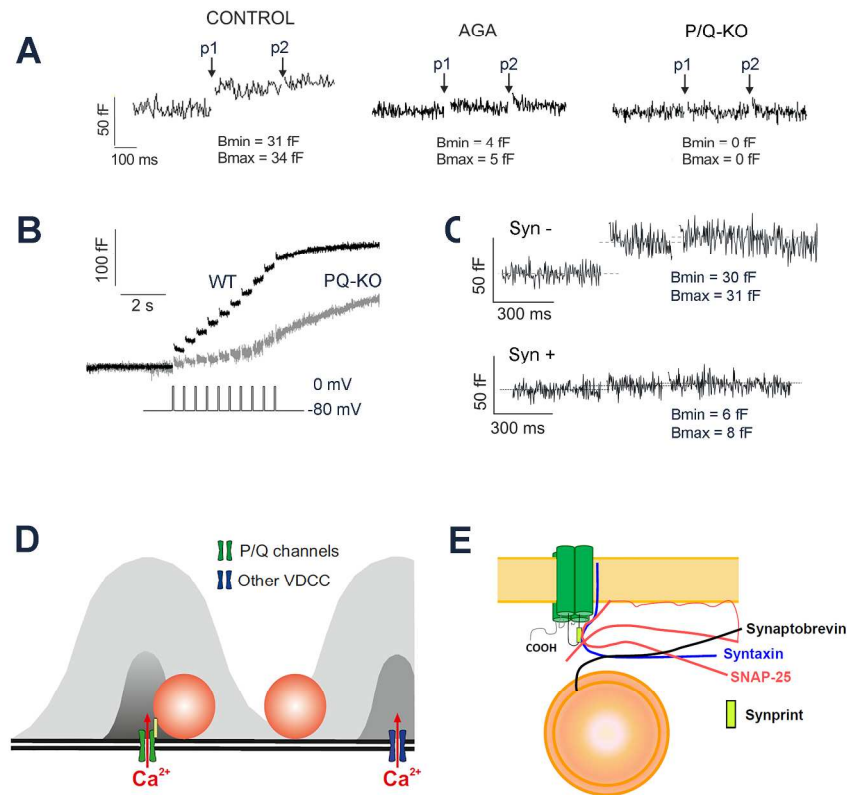 A
CONTROL
p1 p2
50 fF
100 ms
Bmin = 31 fF
Bmax = 34 fF
AGA
p1 p2
Bmin = 4 fF
Bmax = 5 fF
P/Q-KO
p1 p2
Bmin = 0 fF
Bmax = 0 fF
B
100 fF
2 s
WT
PQ-KO
0 mV
-80 mV
C
Syn -
50 fF
300 ms
Bmin = 30 fF
Bmax = 31 fF
Syn +
50 fF
300 ms
Bmin = 6 fF
Bmax = 8 fF
D
P/Q channels
Other VDCC
Ca2+
Ca2+
E
COOH
Synaptobrevin
Syntaxin
SNAP-25
Synprint